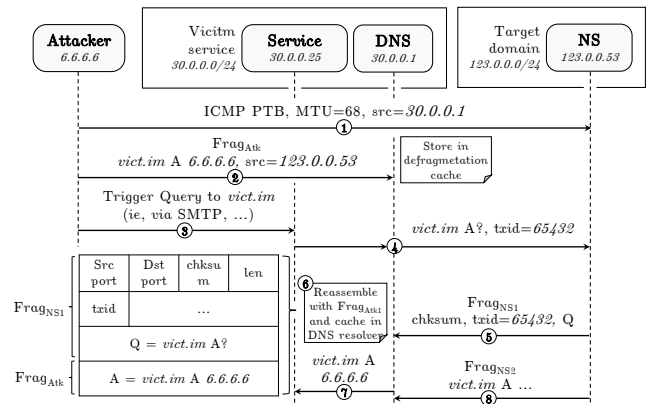 Attacker
6.6.6.6
Vicitm
service
30.0.0.0/24
Service
30.0.0.25
DNS
30.0.0.1
Target
domain
123.0.0.0/24
NS
123.0.0.53
ICMP PTB, MTU=68, src=30.0.0.1
1
FragAtk
vict.im A 6.6.6.6, src=123.0.0.53
2
Store in
defragmetation
cache
Trigger Query to vict.im
(ie, via SMTP, ...)
3
vict.im A?, txid=65432
4
Src
port
Dst
port
chksu
m
len
txid
...
Q = vict.im A?
A = vict.im A 6.6.6.6
FragNS1
FragAtk
6
Reassemble
with FragAtk1
and cache in
DNS resolver
FragNS1
chksum, txid=65432, Q
5
vict.im A
6.6.6.6
7
FragNS2
vict.im A ...
8